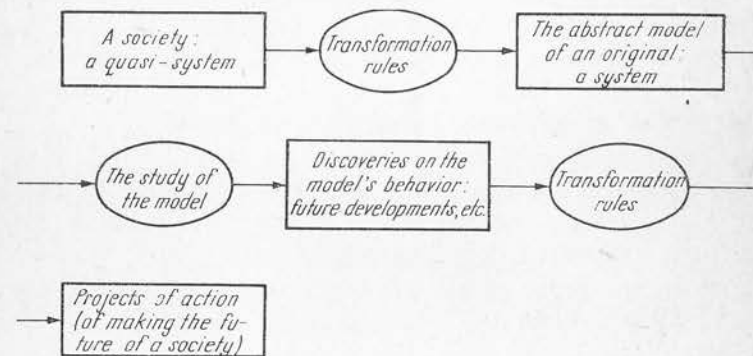 A society:
a quasi-system
Transformation
rules
The abstract model
of an original:
a system
The study of
the model
Discoveries on the
model's behavior:
future developments, etc.
Transformation
rules
Projects of action
(of making the fu-
ture of a society)